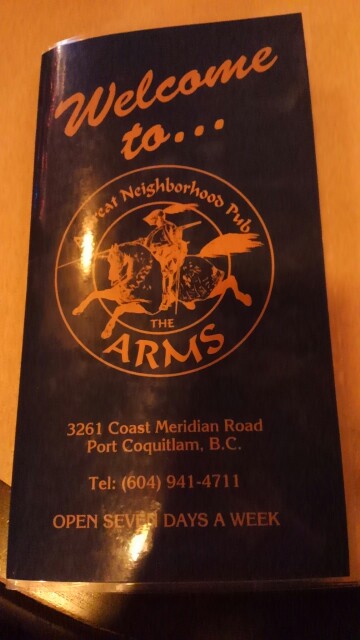 Welcome
to...
Great Neighborhood Pub
THE
ARMS
3261 Coast Meridian Road
Port Coquitlam, B.C.
Tel: (604) 941-4711
OPEN SEVEN DAYS A WEEK